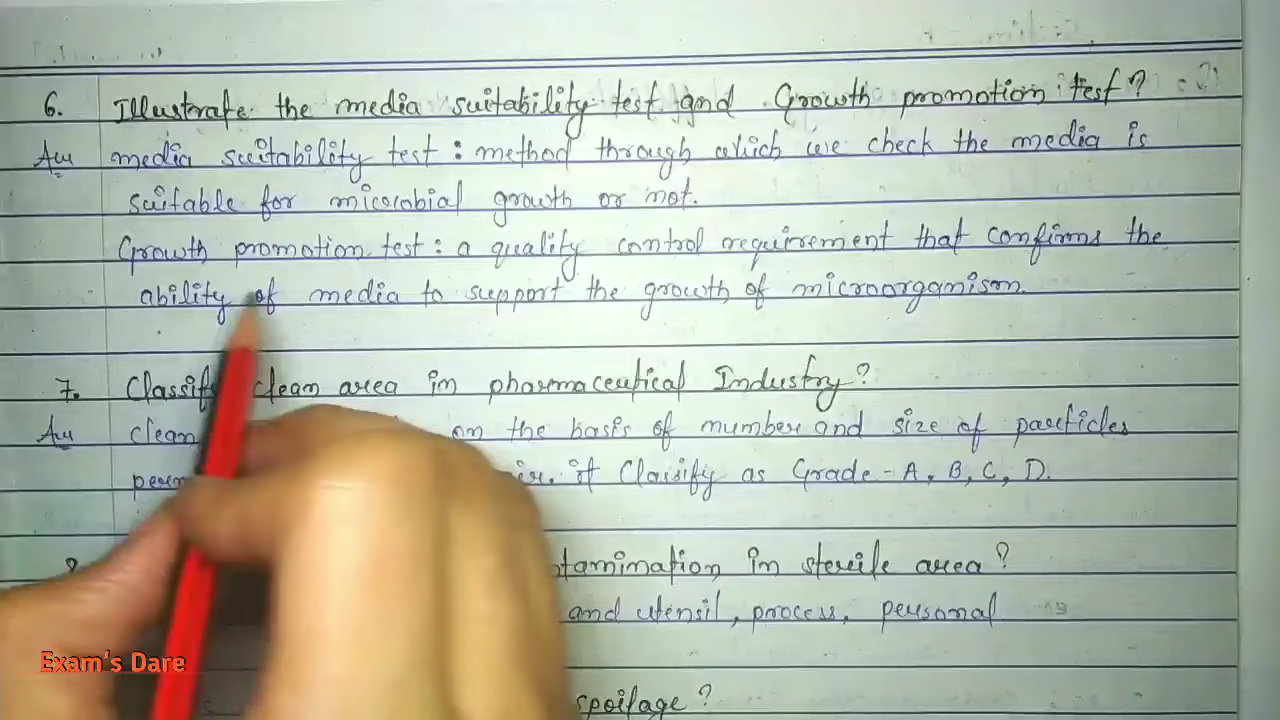 6. Illustrate the media suitability test and Growth promotion test?
Ans media suitability test : method through which we check the media is
suitable for microbial growth or not.
Growth promotion test : a quality control requirement that confirms the
ability of media to support the growth of microorganism.
7. Classify clean area in pharmaceutical Industry?
Ans clean on the basis of number and size of particles
air. it Classify as Grade - A, B, C, D.
in sterile area?
and utensil, process, personal
Exam's Dare
spoilage?